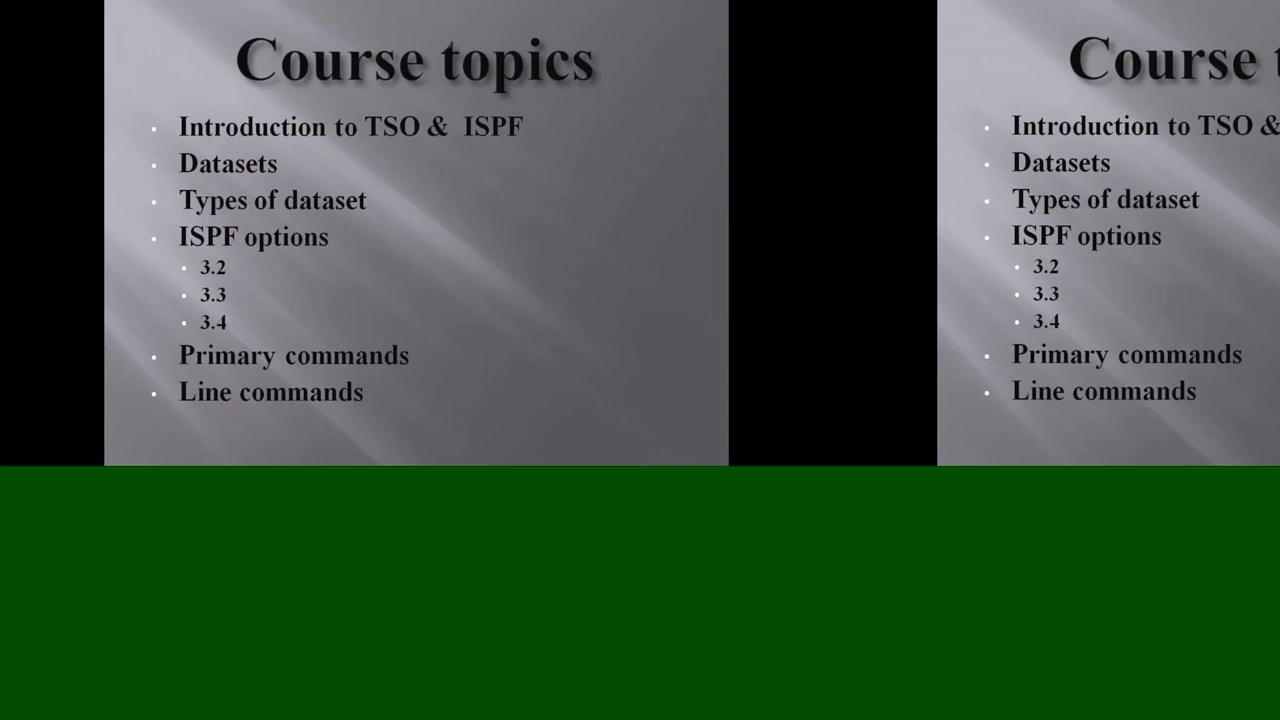 Course topics
Introduction to TSO & ISPF
Datasets
Types of dataset
ISPF options
3.2
3.3
3.4
Primary commands
Line commands
Course
Introduction to TSO &
Datasets
Types of dataset
ISPF options
3.2
3.3
3.4
Primary commands
Line commands